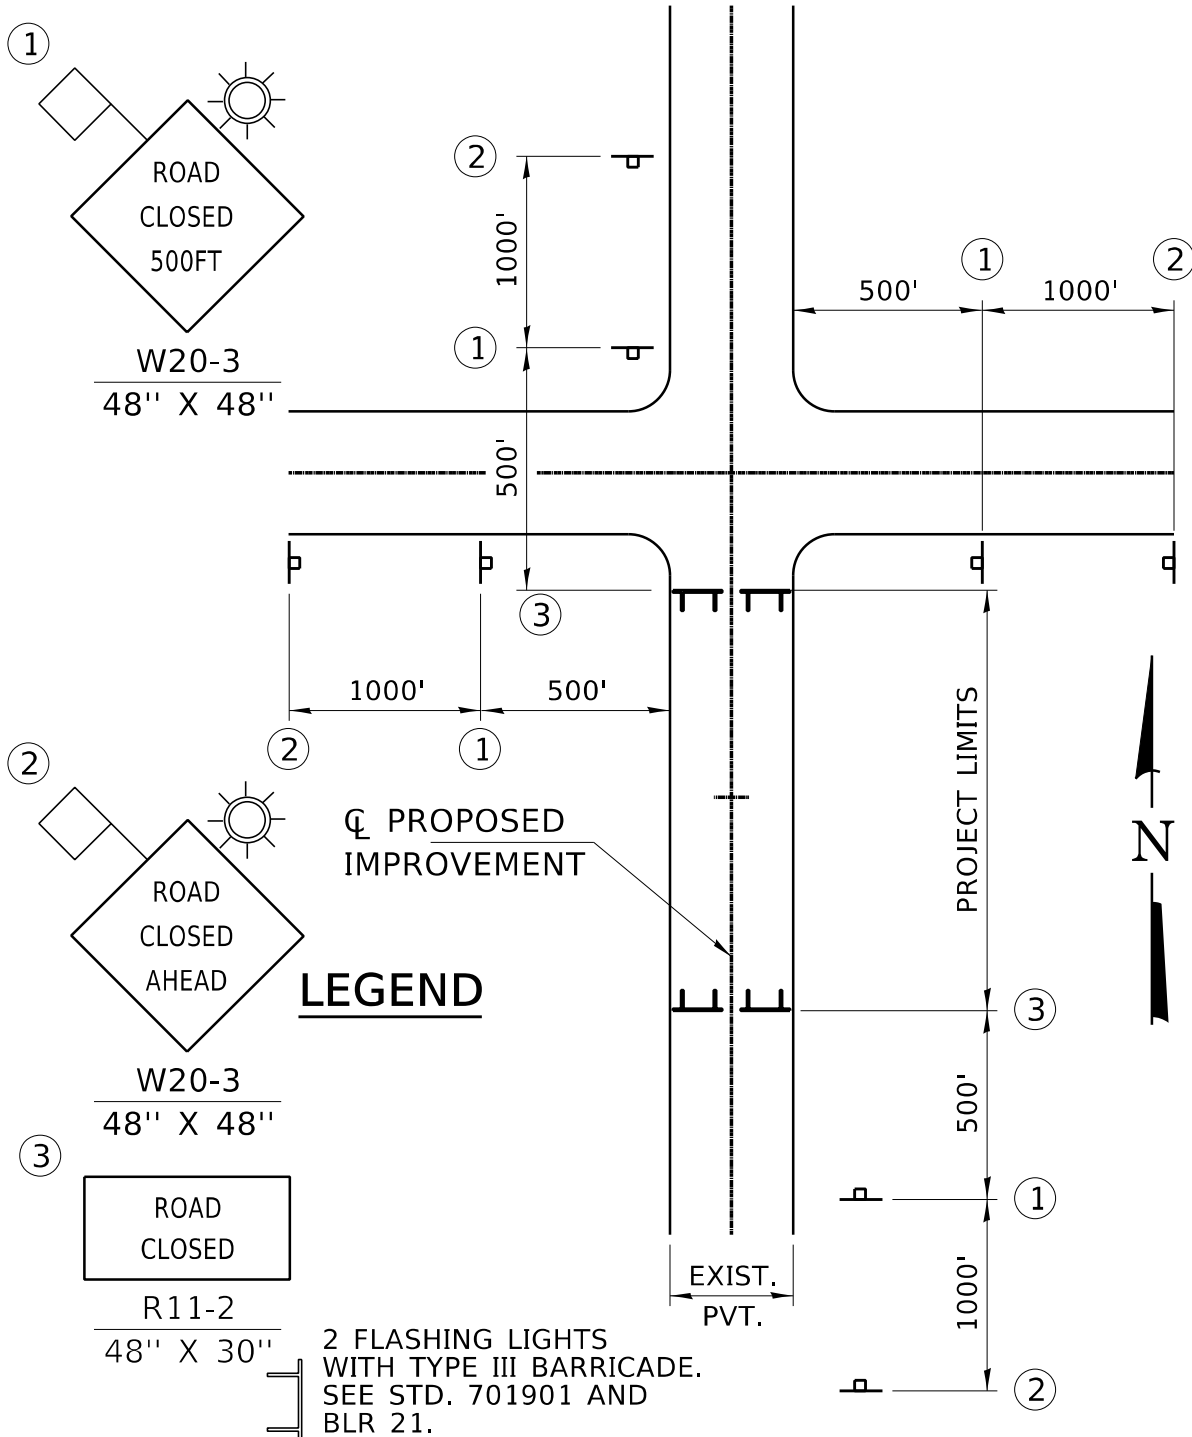 1
ROAD
CLOSED
500FT
W20-3
48'' X 48''
2
1000'
1
500'
3
1
2
500'
1000'
1000'
500'
2
1
2
ROAD
CLOSED
AHEAD
W20-3
48'' X 48''
℄ PROPOSED
IMPROVEMENT
LEGEND
PROJECT LIMITS
N
3
500'
1
1000'
2
EXIST.
PVT.
3
ROAD
CLOSED
R11-2
48'' X 30''
2 FLASHING LIGHTS
WITH TYPE III BARRICADE.
SEE STD. 701901 AND
BLR 21.